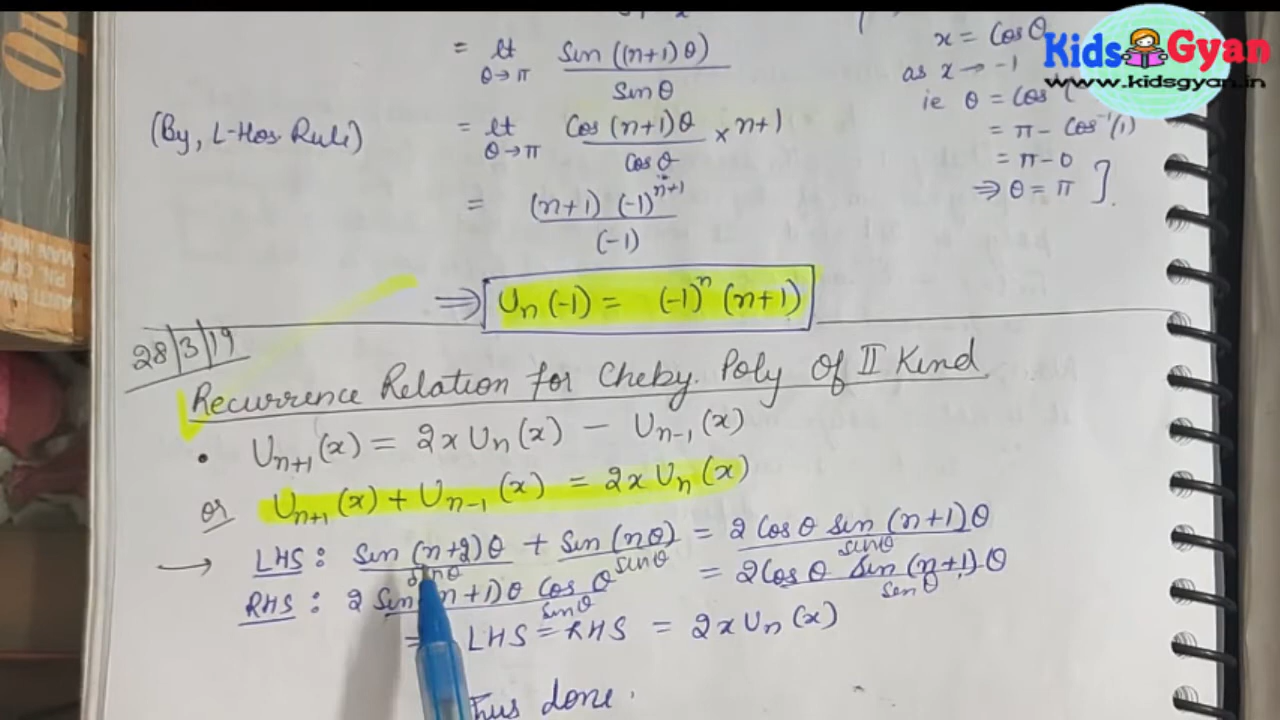 = lt θ→π Sin((n+1)θ) / Sinθ
(By, L-Hos Rule) = lt θ→π Cos(n+1)θ / Cosθ × n+1
= (n+1) (-1)^{n+1} / (-1)
⇒ Un(-1) = (-1)^n (n+1)
x = Cosθ
as x → -1
ie θ = Cos⁻¹(
= π - Cos⁻¹(1)
= π - 0
⇒ θ = π ].
Kids Gyan
www.kidsgyan.in
28/3/19
Recurrence Relation for Cheby. Poly Of II Kind.
• Un+1(x) = 2x Un(x) - Un-1(x)
or Un+1(x) + Un-1(x) = 2x Un(x)
→ LHS : Sin(n+2)θ / sinθ + Sin(nθ) / sinθ = 2 Cosθ sin(n+1)θ / sinθ
RHS : 2 Sin(n+1)θ Cosθ / sinθ = 2 Cosθ Sin(n+1)θ / Senθ
= LHS = RHS = 2x Un(x)
Thus done.